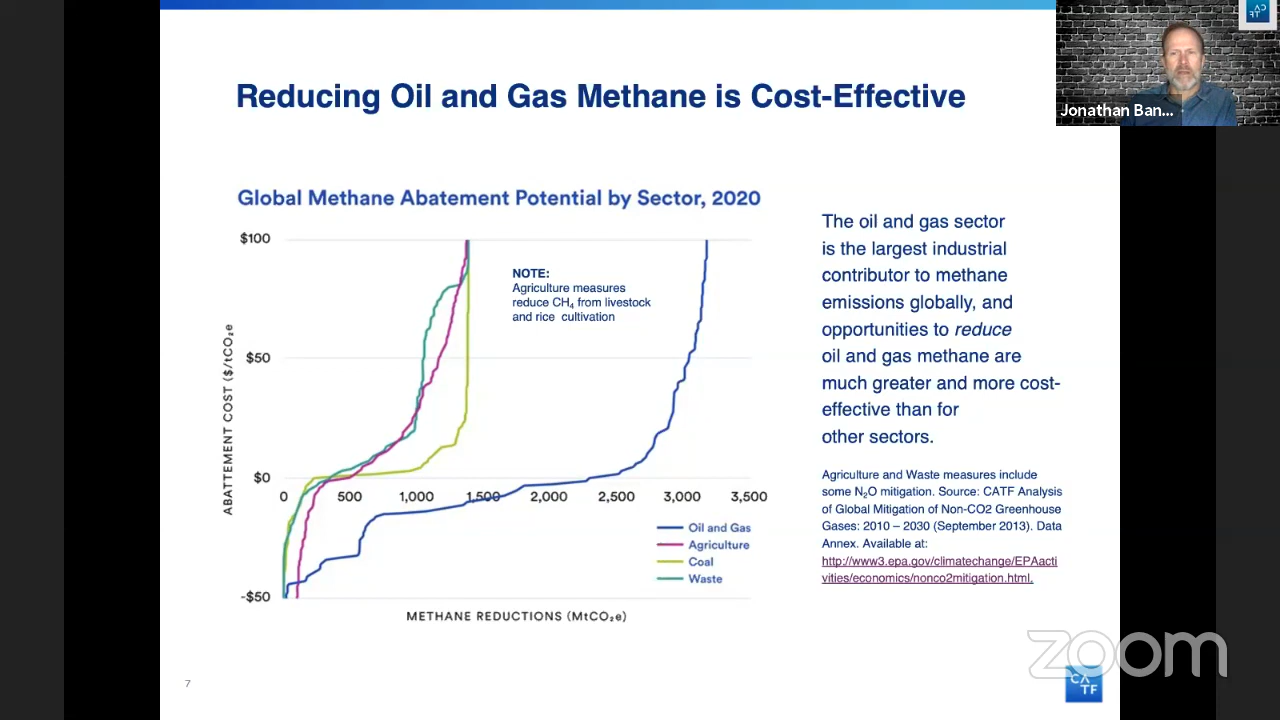 Reducing Oil and Gas Methane is Cost-Effective
Jonathan Ban...
Global Methane Abatement Potential by Sector, 2020
ABATTEMENT COST ($/tCO₂e
$100
$50
$0
-$50
0
500
1,000
1,500
2,000
2,500
3,000
3,500
NOTE:
Agriculture measures
reduce CH₄ from livestock
and rice cultivation
Oil and Gas
Agriculture
Coal
Waste
METHANE REDUCTIONS (MtCO₂e)
The oil and gas sector
is the largest industrial
contributor to methane
emissions globally, and
opportunities to reduce
oil and gas methane are
much greater and more cost-
effective than for
other sectors.
Agriculture and Waste measures include
some N₂O mitigation. Source: CATF Analysis
of Global Mitigation of Non-CO2 Greenhouse
Gases: 2010 – 2030 (September 2013). Data
Annex. Available at:
http://www3.epa.gov/climatechange/EPAacti
vities/economics/nonco2mitigation.html.
zoom
CATF
7